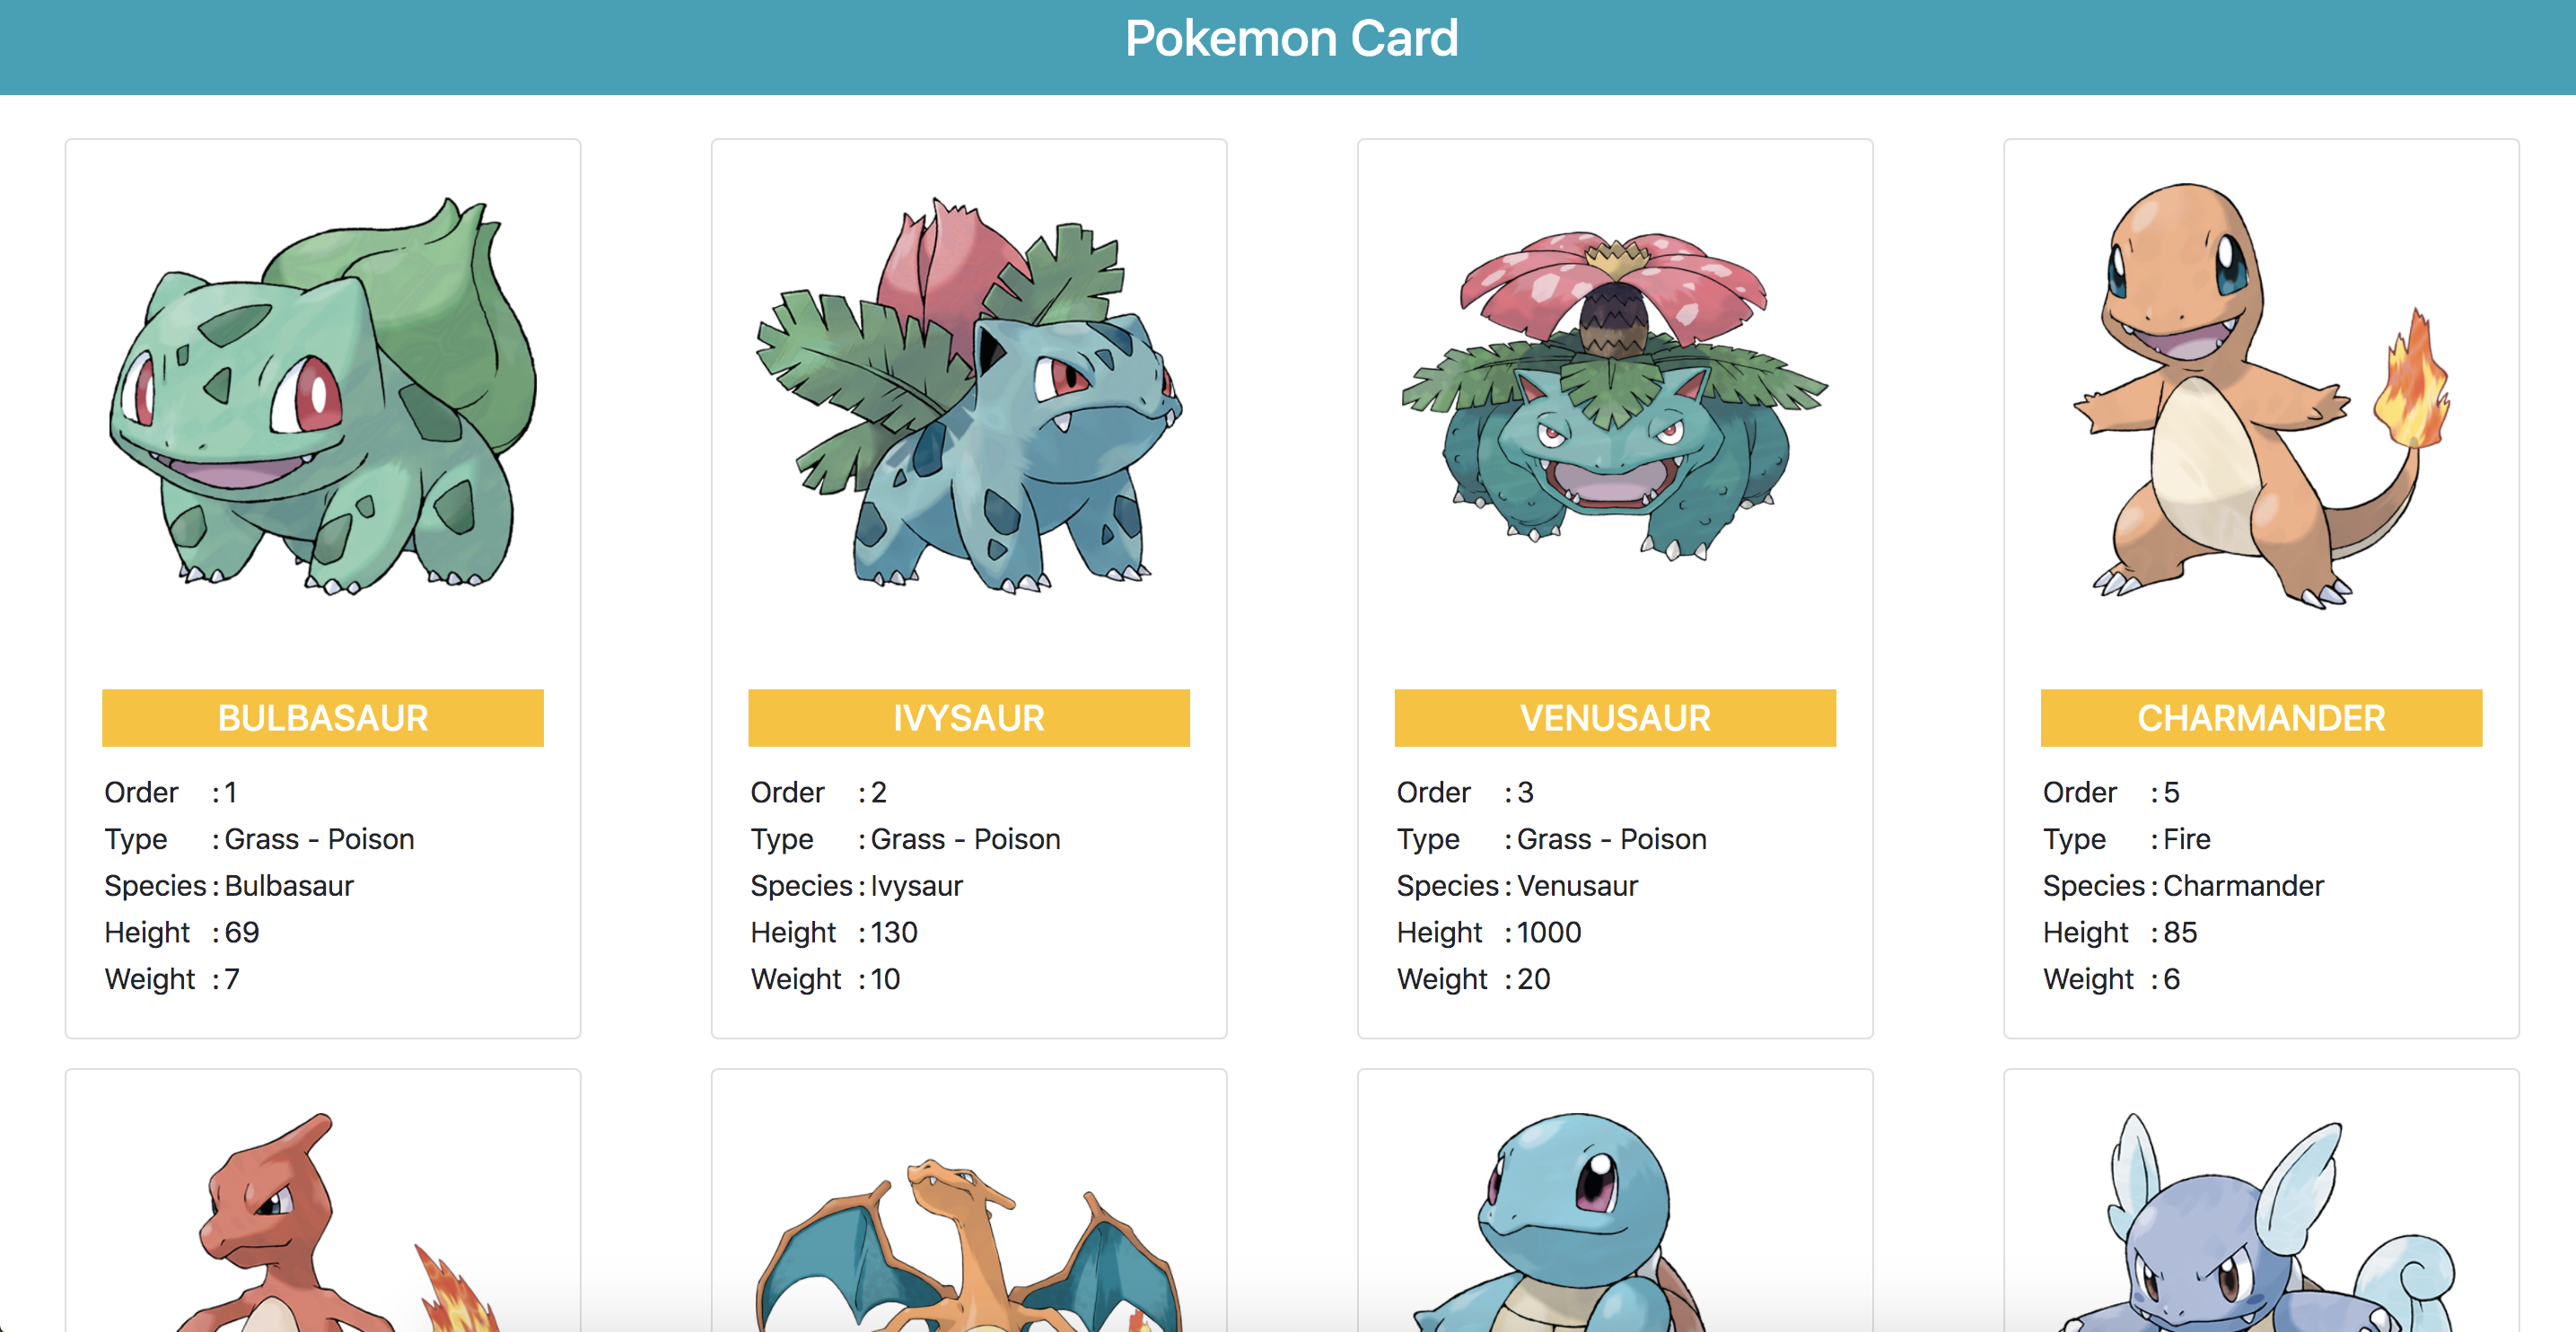 Pokemon Card
BULBASAUR
Order : 1
Type : Grass - Poison
Species : Bulbasaur
Height : 69
Weight : 7
IVYSAUR
Order : 2
Type : Grass - Poison
Species : Ivysaur
Height : 130
Weight : 10
VENUSAUR
Order : 3
Type : Grass - Poison
Species : Venusaur
Height : 1000
Weight : 20
CHARMANDER
Order : 5
Type : Fire
Species : Charmander
Height : 85
Weight : 6